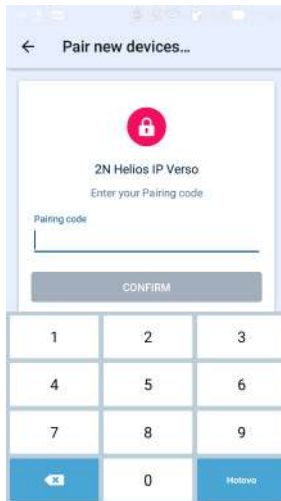 Pair new devices...
2N Helios IP Verso
Enter your Pairing code
Pairing code
CONFIRM
1 2 3
4 5 6
7 8 9
0 Hotovo